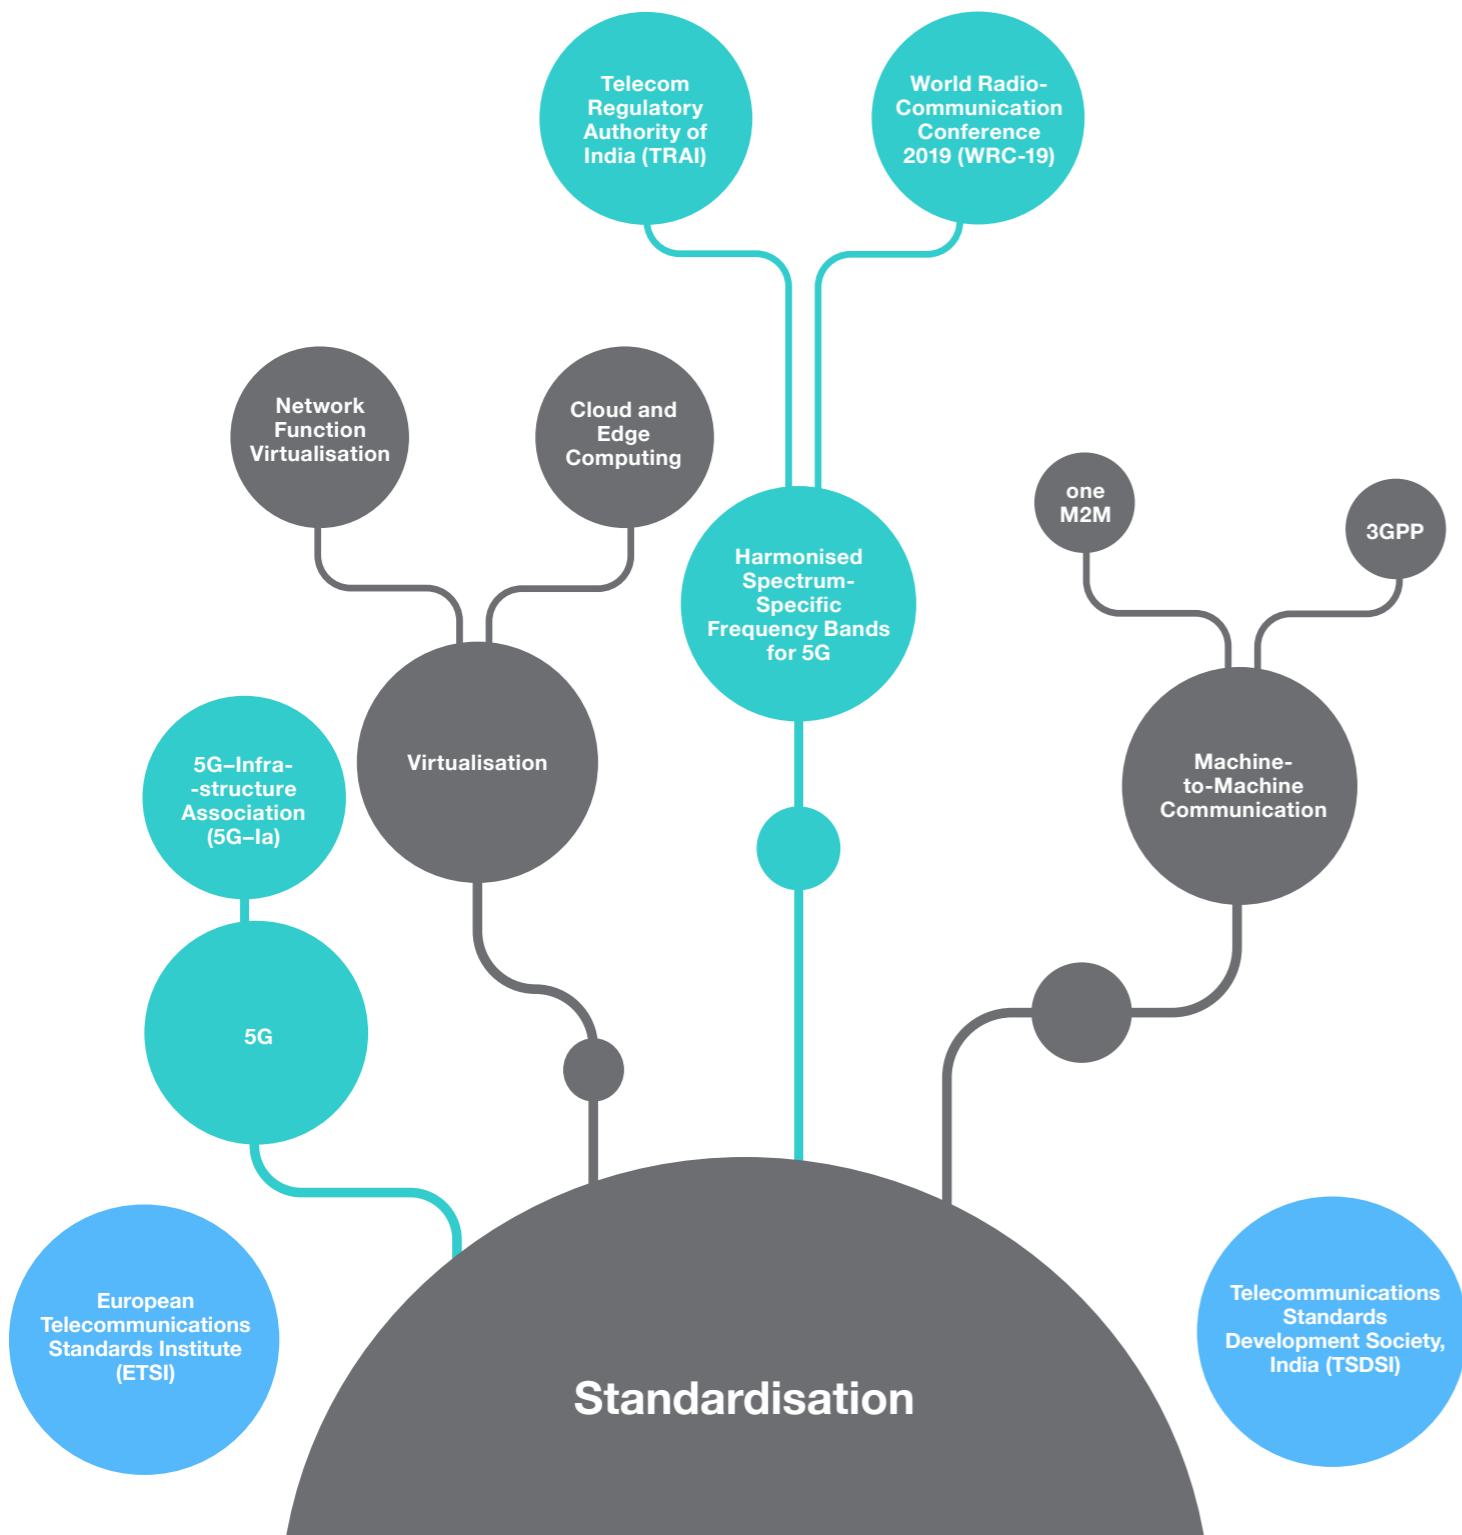 Telecom
Regulatory
Authority of
India (TRAI)
World Radio-
Communication
Conference
2019 (WRC-19)
Network
Function
Virtualisation
Cloud and
Edge
Computing
one
M2M
3GPP
Harmonised
Spectrum-
Specific
Frequency Bands
for 5G
5G–Infra-
-structure
Association
(5G–Ia)
Virtualisation
Machine-
to-Machine
Communication
5G
European
Telecommunications
Standards Institute
(ETSI)
Telecommunications
Standards
Development Society,
India (TSDSI)
Standardisation